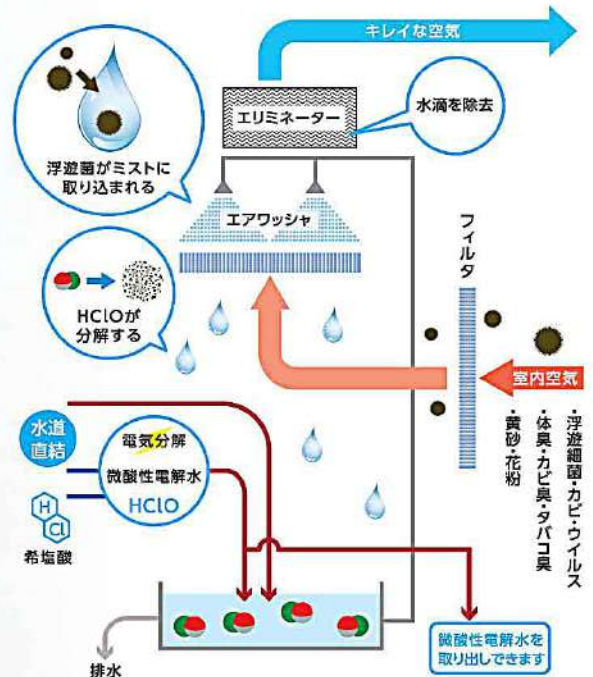 キレイな空気
エリミネーター
水滴を除去
浮遊菌がミストに
取り込まれる
エアワッシャ
HClOが
分解する
フィルタ
室内空気
・浮遊細菌・カビ・ウイルス
・体臭・カビ臭・タバコ臭
・黄砂・花粉
水道
直結
電気分解
微酸性電解水
HClO
H
Cl
希塩酸
排水
微酸性電解水を
取り出しできます